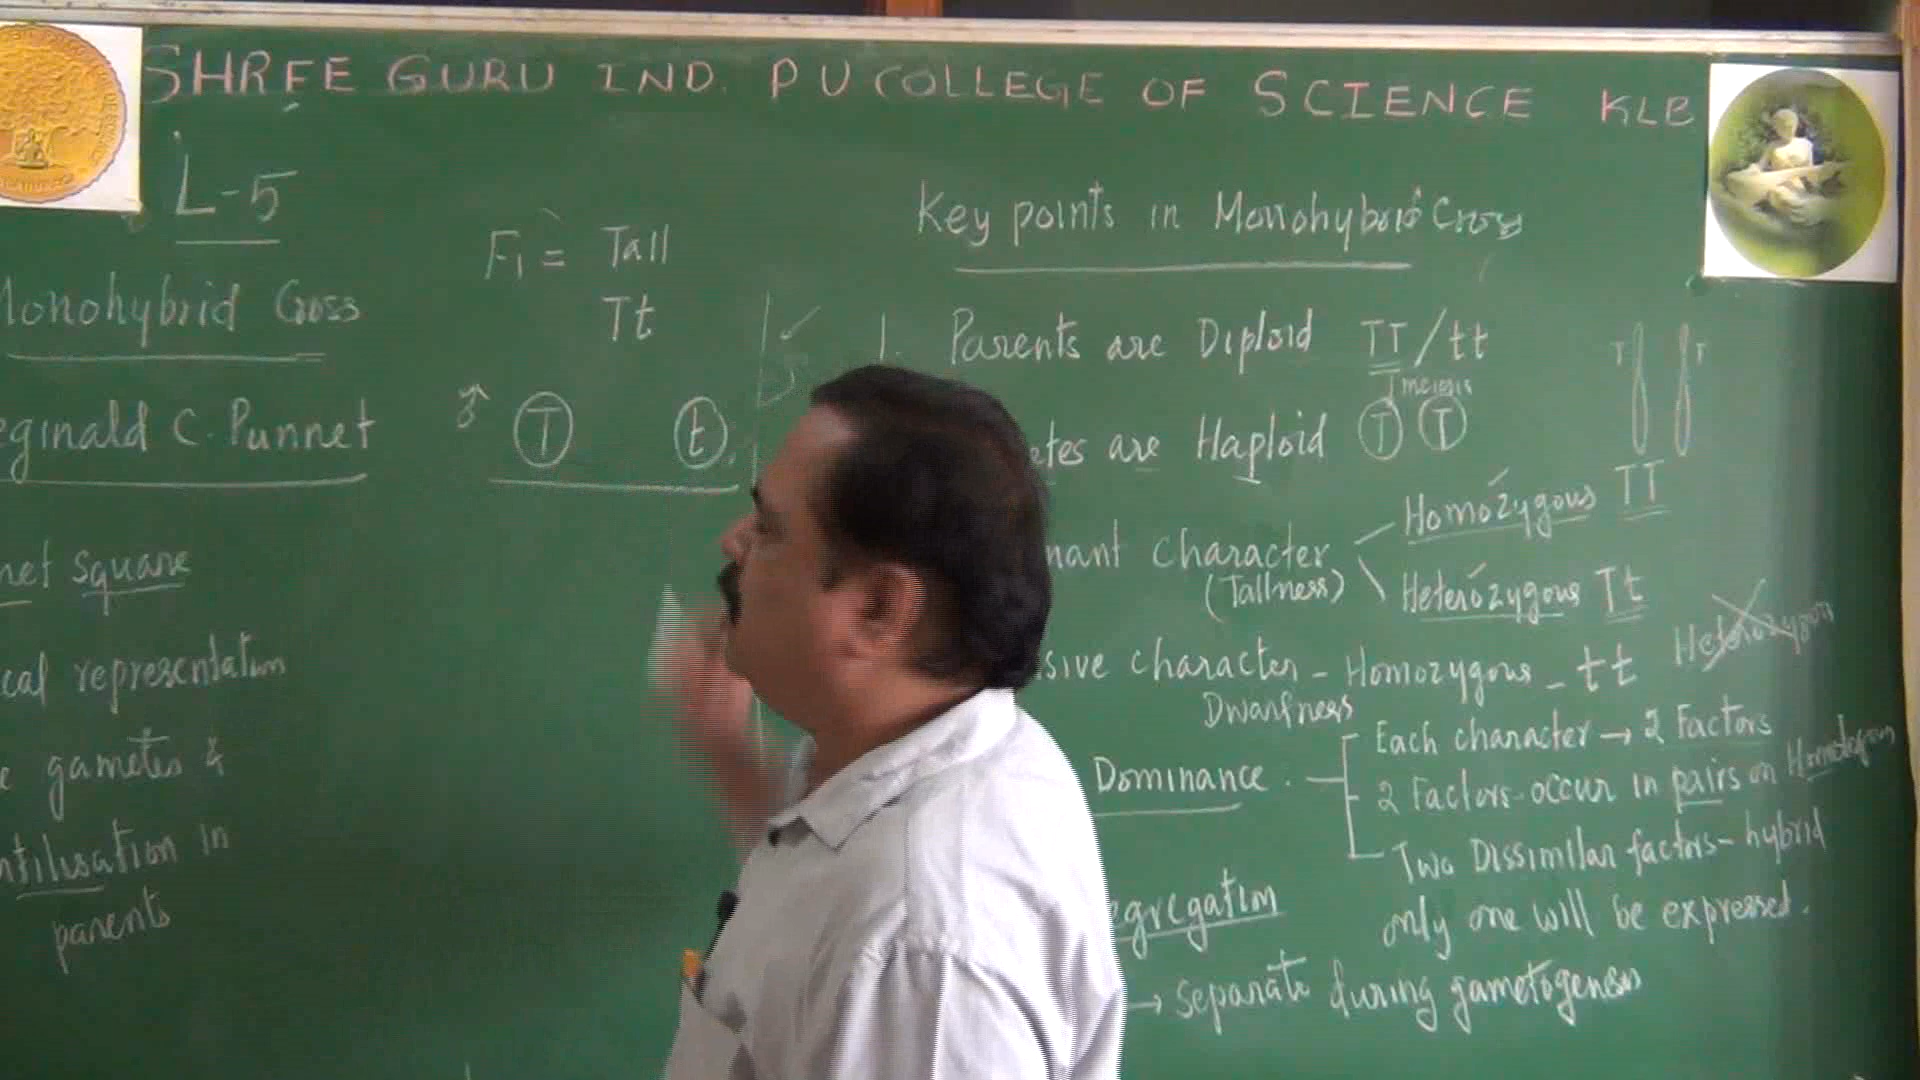 SHREE GURU IND. PU COLLEGE OF SCIENCE KLB
L-5
Monohybrid Cross
eginald C. Punnet
net square
cal representation
gametes &
rtilisation in
parents
F1 = Tall
Tt
♂ T t
Key points in Monohybrid Cross
1. Parents are Diploid TT/tt
meiosis
etes are Haploid T T
T T
nant character
(Tallness)
Homozygous TT
Heterozygous Tt
sive character - Homozygous - tt Heterozygous
Dwarfness
Dominance.
Each character → 2 Factors
2 Factors-occur in pairs on Homologous
Two Dissimilar factors - hybrid
only one will be expressed.
gregation
→ Separate during gametogenesis